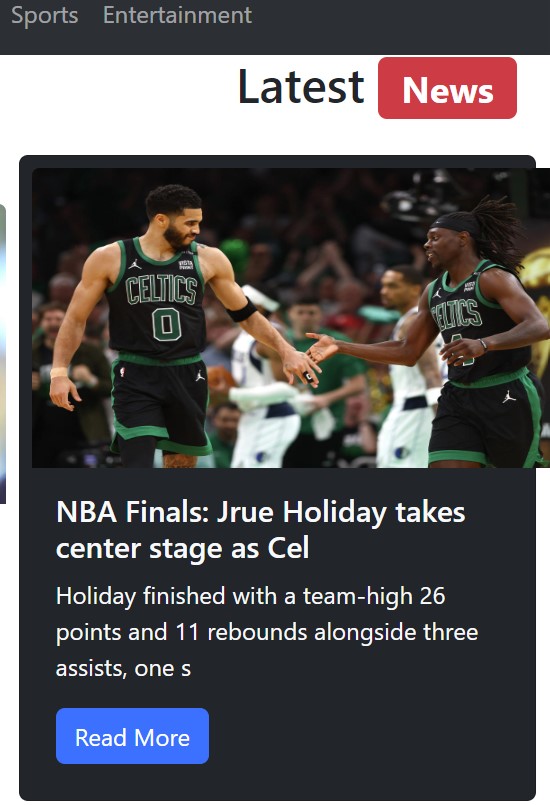 Sports Entertainment
Latest News
CELTICS
0
CELTICS
NBA Finals: Jrue Holiday takes
center stage as Cel
Holiday finished with a team-high 26
points and 11 rebounds alongside three
assists, one s
Read More